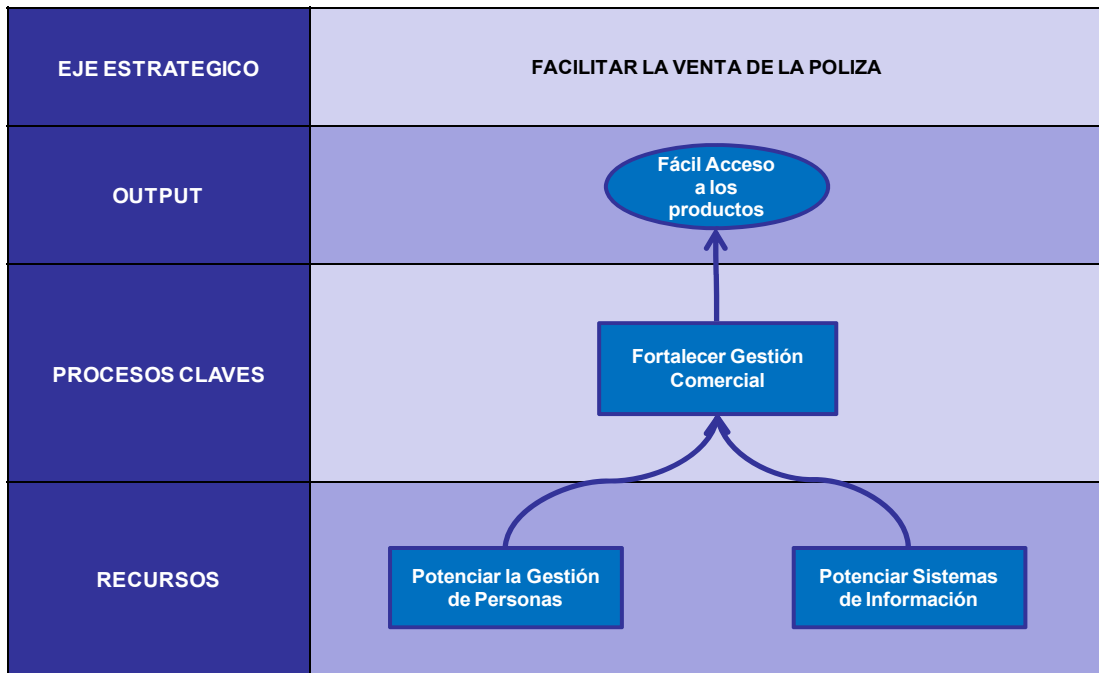 EJE ESTRATEGICO
FACILITAR LA VENTA DE LA POLIZA
OUTPUT
Fácil Acceso
a los
productos
PROCESOS CLAVES
Fortalecer Gestión
Comercial
RECURSOS
Potenciar la Gestión
de Personas
Potenciar Sistemas
de Información